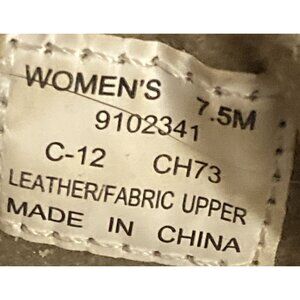 WOMEN'S 7.5M
9102341
C-12 CH73
LEATHER/FABRIC UPPER
MADE IN CHINA